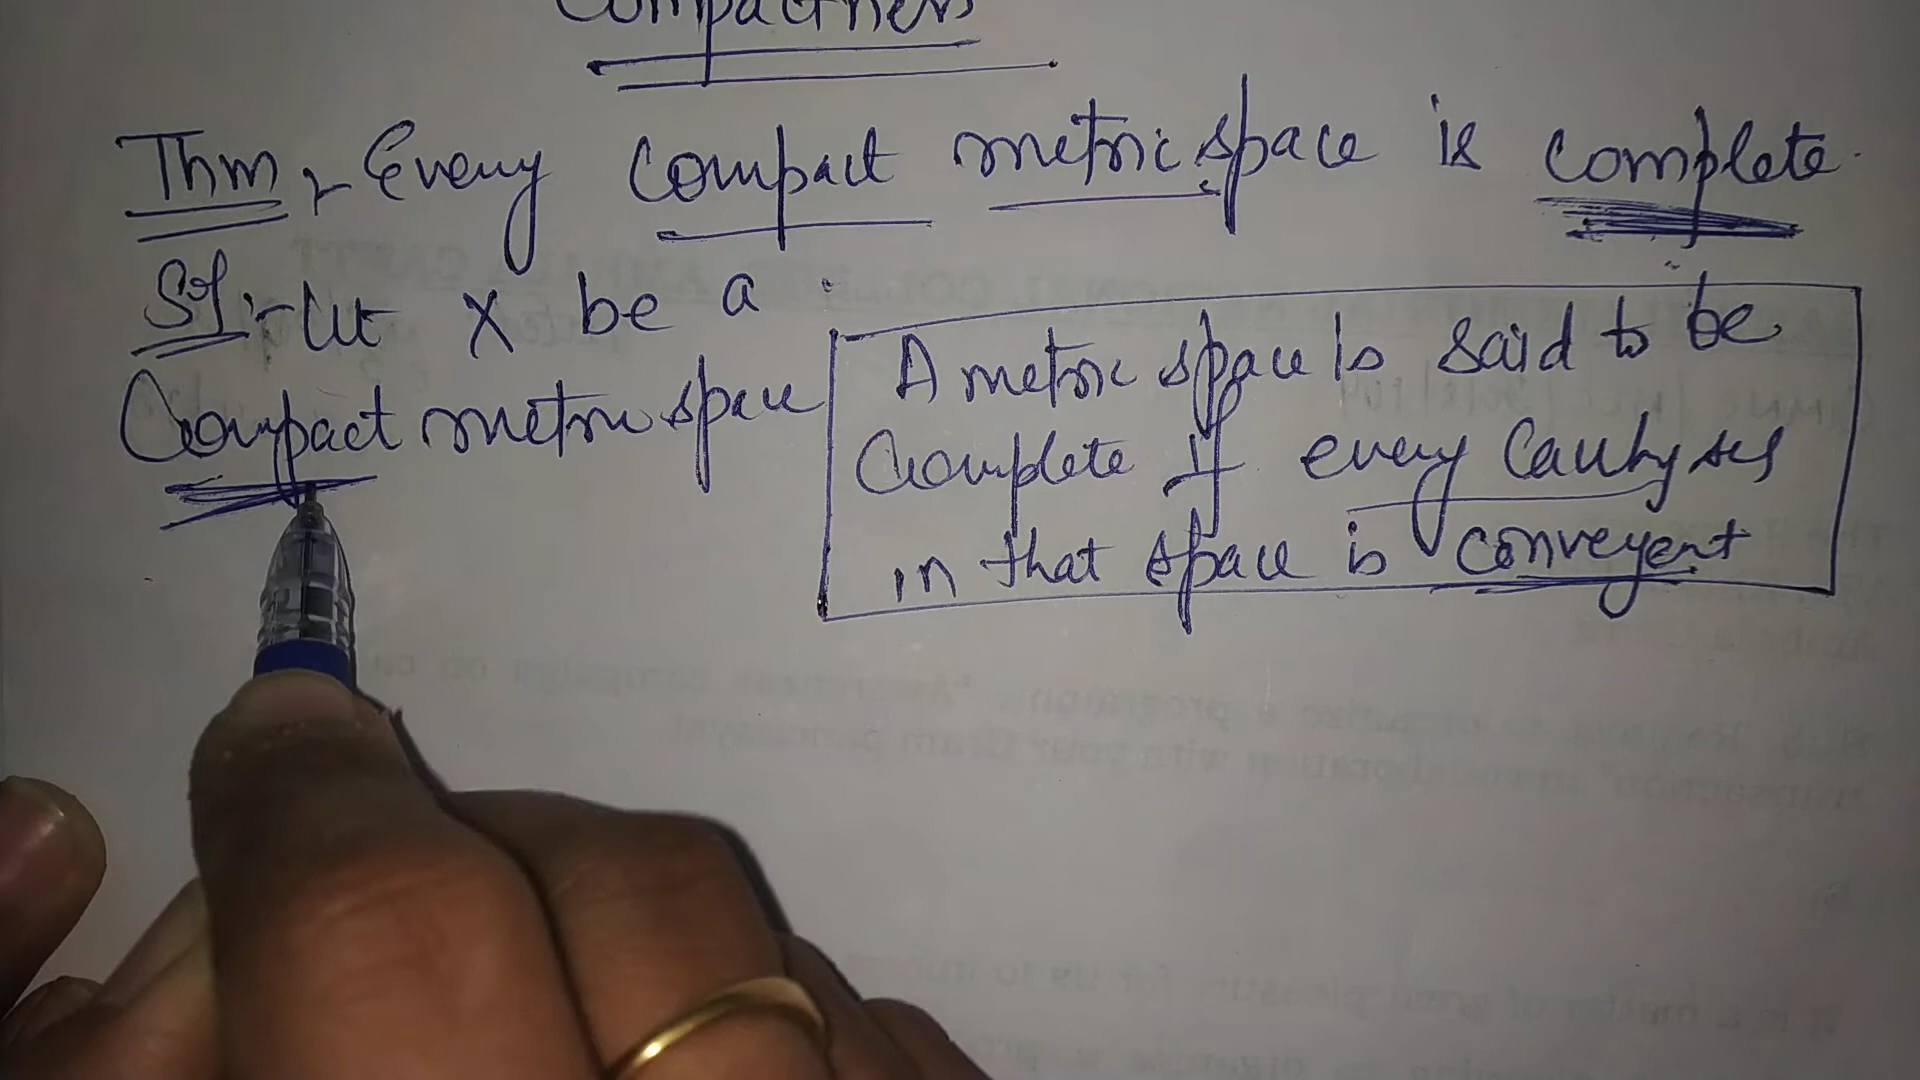 Compactness
Thm :- Every compact metric space is complete.
Sol :- Let X be a
Compact metric space
A metric space is said to be
Complete if every Cauchy seq
in that space is convergent